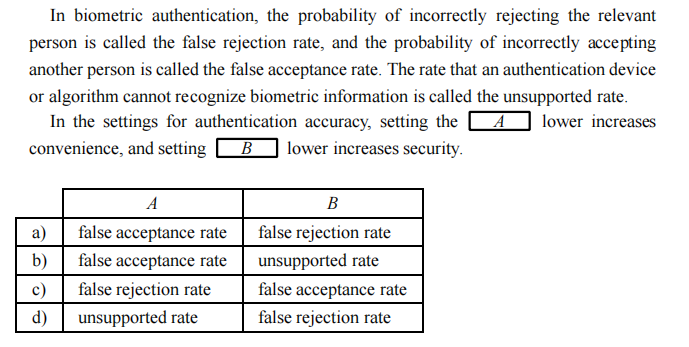 In biometric authentication, the probability of incorrectly rejecting the relevant
person is called the false rejection rate, and the probability of incorrectly accepting
another person is called the false acceptance rate. The rate that an authentication device
or algorithm cannot recognize biometric information is called the unsupported rate.
In the settings for authentication accuracy, setting the A lower increases
convenience, and setting B lower increases security.
A B
a) false acceptance rate false rejection rate
b) false acceptance rate unsupported rate
c) false rejection rate false acceptance rate
d) unsupported rate false rejection rate